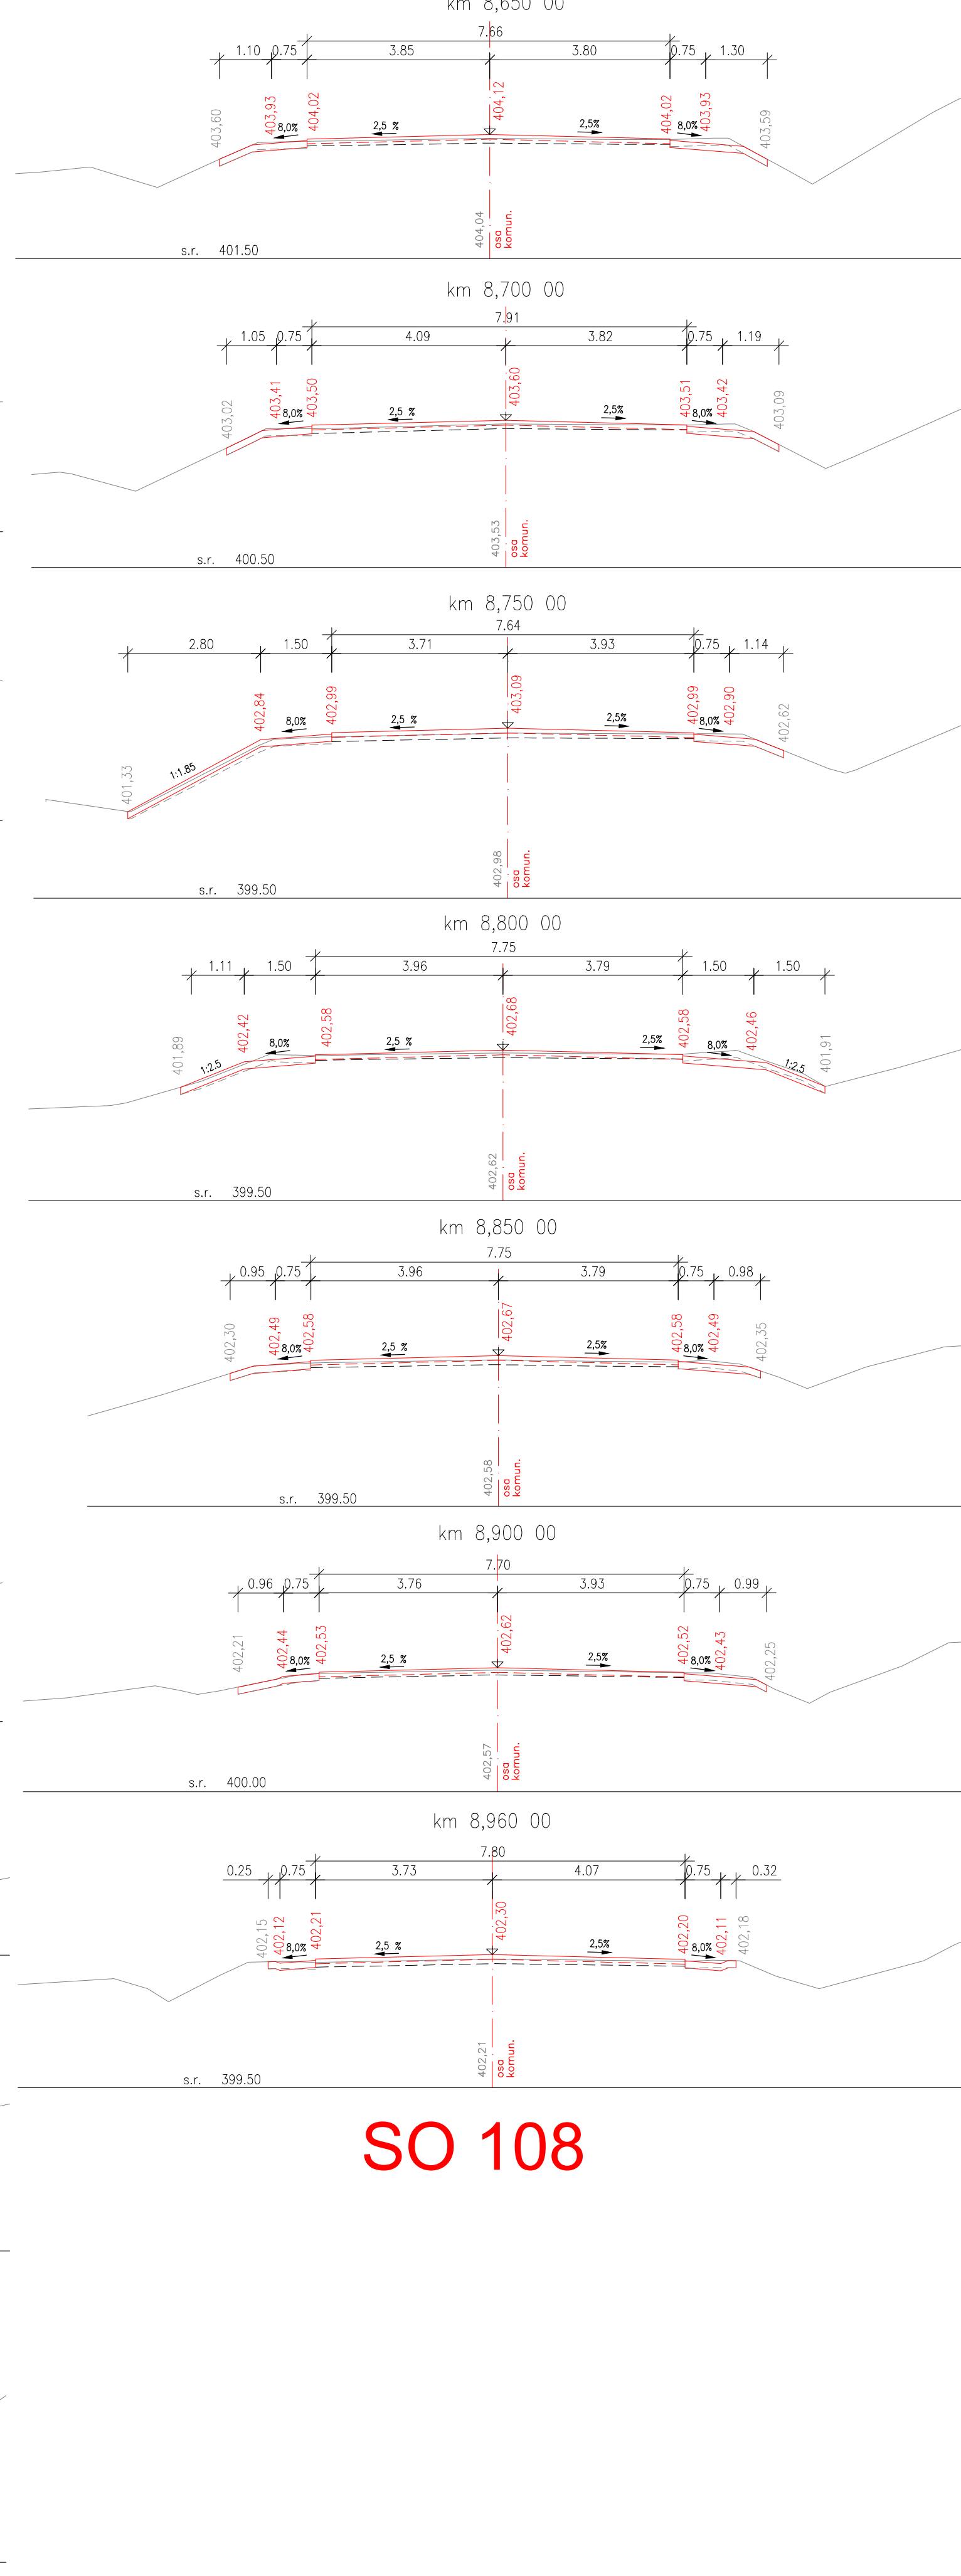 km 8,650 00
7.66
1.10 0.75 3.85 3.80 0.75 1.30
403,60 403,93 404,02 404,12 404,02 403,93 403,59
8,0% 2,5 % 2,5% 8,0%
404,04 osa komun.
s.r. 401.50
km 8,700 00
7.91
1.05 0.75 4.09 3.82 0.75 1.19
403,02 403,41 403,50 403,60 403,51 403,42 403,09
8,0% 2,5 % 2,5% 8,0%
403,53 osa komun.
s.r. 400.50
km 8,750 00
7.64
2.80 1.50 3.71 3.93 0.75 1.14
401,33 402,84 402,99 403,09 402,99 402,90 402,62
1:1.85 8,0% 2,5 % 2,5% 8,0%
402,98 osa komun.
s.r. 399.50
km 8,800 00
7.75
1.11 1.50 3.96 3.79 1.50 1.50
401,89 402,42 402,58 402,68 402,58 402,46 401,91
1:2.5 8,0% 2,5 % 2,5% 8,0% 1:2.5
402,62 osa komun.
s.r. 399.50
km 8,850 00
7.75
0.95 0.75 3.96 3.79 0.75 0.98
402,30 402,49 402,58 402,67 402,58 402,49 402,35
8,0% 2,5 % 2,5% 8,0%
402,58 osa komun.
s.r. 399.50
km 8,900 00
7.70
0.96 0.75 3.76 3.93 0.75 0.99
402,21 402,44 402,53 402,62 402,52 402,43 402,25
8,0% 2,5 % 2,5% 8,0%
402,57 osa komun.
s.r. 400.00
km 8,960 00
7.80
0.25 0.75 3.73 4.07 0.75 0.32
402,15 402,12 402,21 402,30 402,20 402,11 402,18
8,0% 2,5 % 2,5% 8,0%
402,21 osa komun.
s.r. 399.50
SO 108